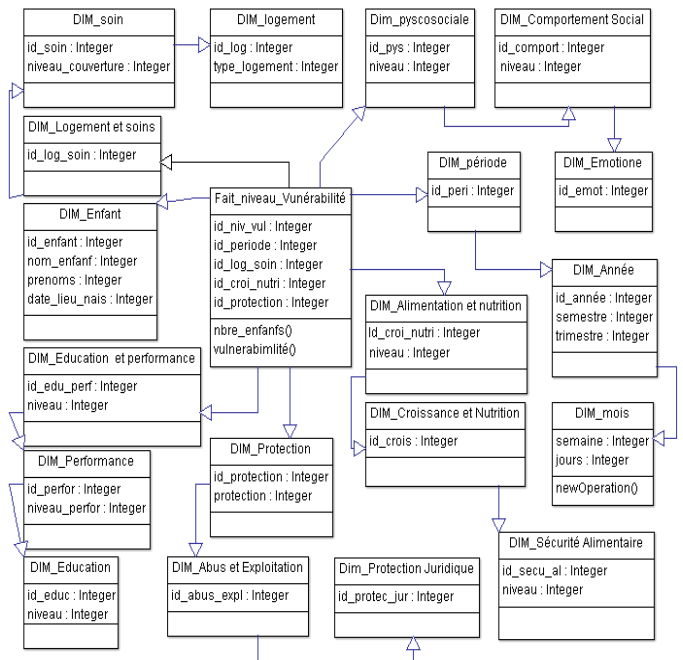 DIM_soin
id_soin : Integer
niveau_couverture : Integer
DIM_logement
id_log : Integer
type_logement : Integer
Dim_pyscosociale
id_pys : Integer
niveau : Integer
DIM_Comportement Social
id_comport : Integer
niveau : Integer
DIM_Logement et soins
id_log_soin : Integer
DIM_période
id_peri : Integer
DIM_Emotione
id_emot : Integer
DIM_Enfant
id_enfant : Integer
nom_enfanf : Integer
prenoms : Integer
date_lieu_nais : Integer
Fait_niveau_Vunérabilité
id_niv_vul : Integer
id_periode : Integer
id_log_soin : Integer
id_croi_nutri : Integer
id_protection : Integer
nbre_enfanfs()
vulnerabimlité()
DIM_Année
id_année : Integer
semestre : Integer
trimestre : Integer
DIM_Alimentation et nutrition
Id_croi_nutri : Integer
niveau : Integer
DIM_Education et performance
id_edu_perf : Integer
niveau : Integer
DIM_Croissance et Nutrition
id_crois : Integer
DIM_mois
semaine : Integer
jours : Integer
newOperation()
DIM_Performance
id_perfor : Integer
niveau_perfor : Integer
DIM_Protection
id_protection : Integer
protection : Integer
DIM_Sécurité Alimentaire
id_secu_al : Integer
niveau : Integer
DIM_Education
id_educ : Integer
niveau : Integer
DIM_Abus et Exploitation
id_abus_expl : Integer
Dim_Protection Juridique
id_protec_jur : Integer